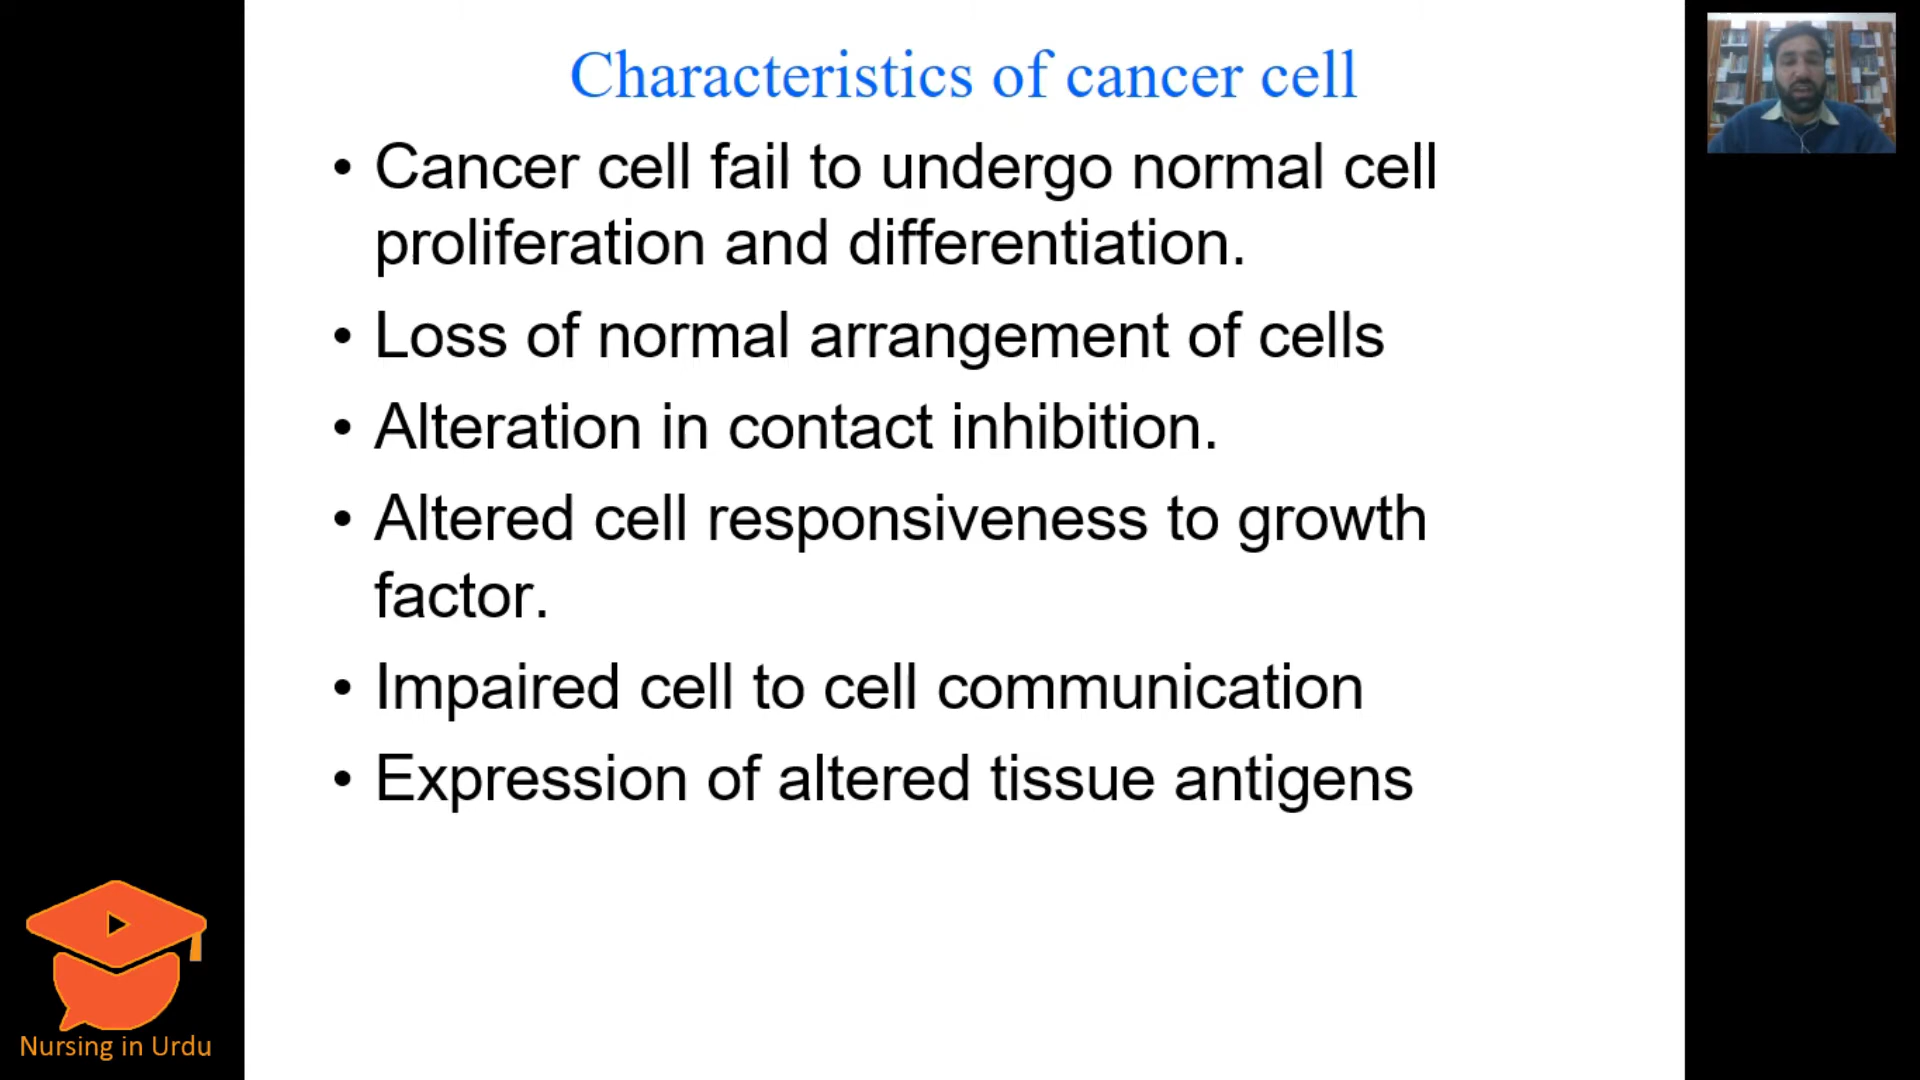 Characteristics of cancer cell
• Cancer cell fail to undergo normal cell
proliferation and differentiation.
• Loss of normal arrangement of cells
• Alteration in contact inhibition.
• Altered cell responsiveness to growth
factor.
• Impaired cell to cell communication
• Expression of altered tissue antigens
Nursing in Urdu